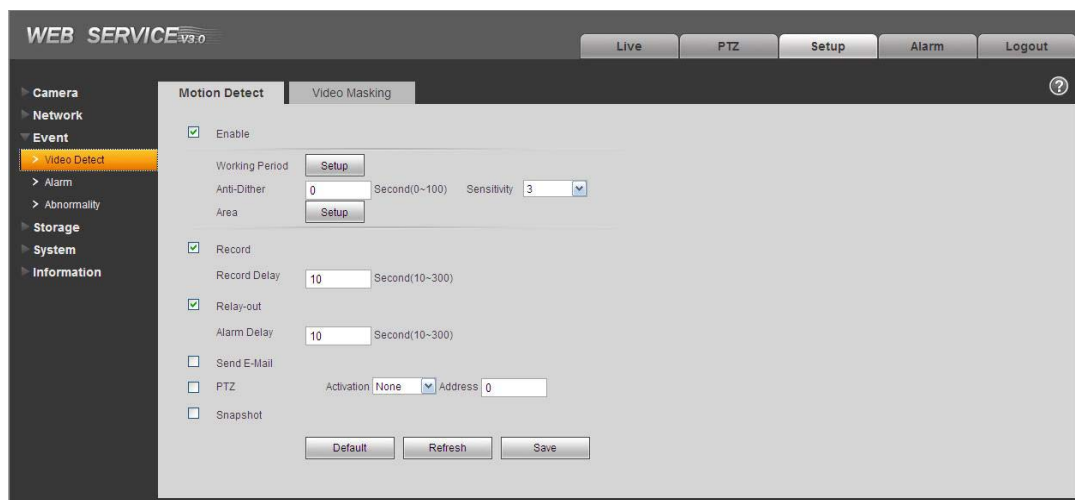 WEB SERVICE V3.0
Live PTZ Setup Alarm Logout
Camera
Network
Event
> Video Detect
> Alarm
> Abnormality
Storage
System
Information
Motion Detect Video Masking
?
Enable
Working Period Setup
Anti-Dither 0 Second(0~100) Sensitivity 3
Area Setup
Record
Record Delay 10 Second(10~300)
Relay-out
Alarm Delay 10 Second(10~300)
Send E-Mail
PTZ Activation None Address 0
Snapshot
Default Refresh Save